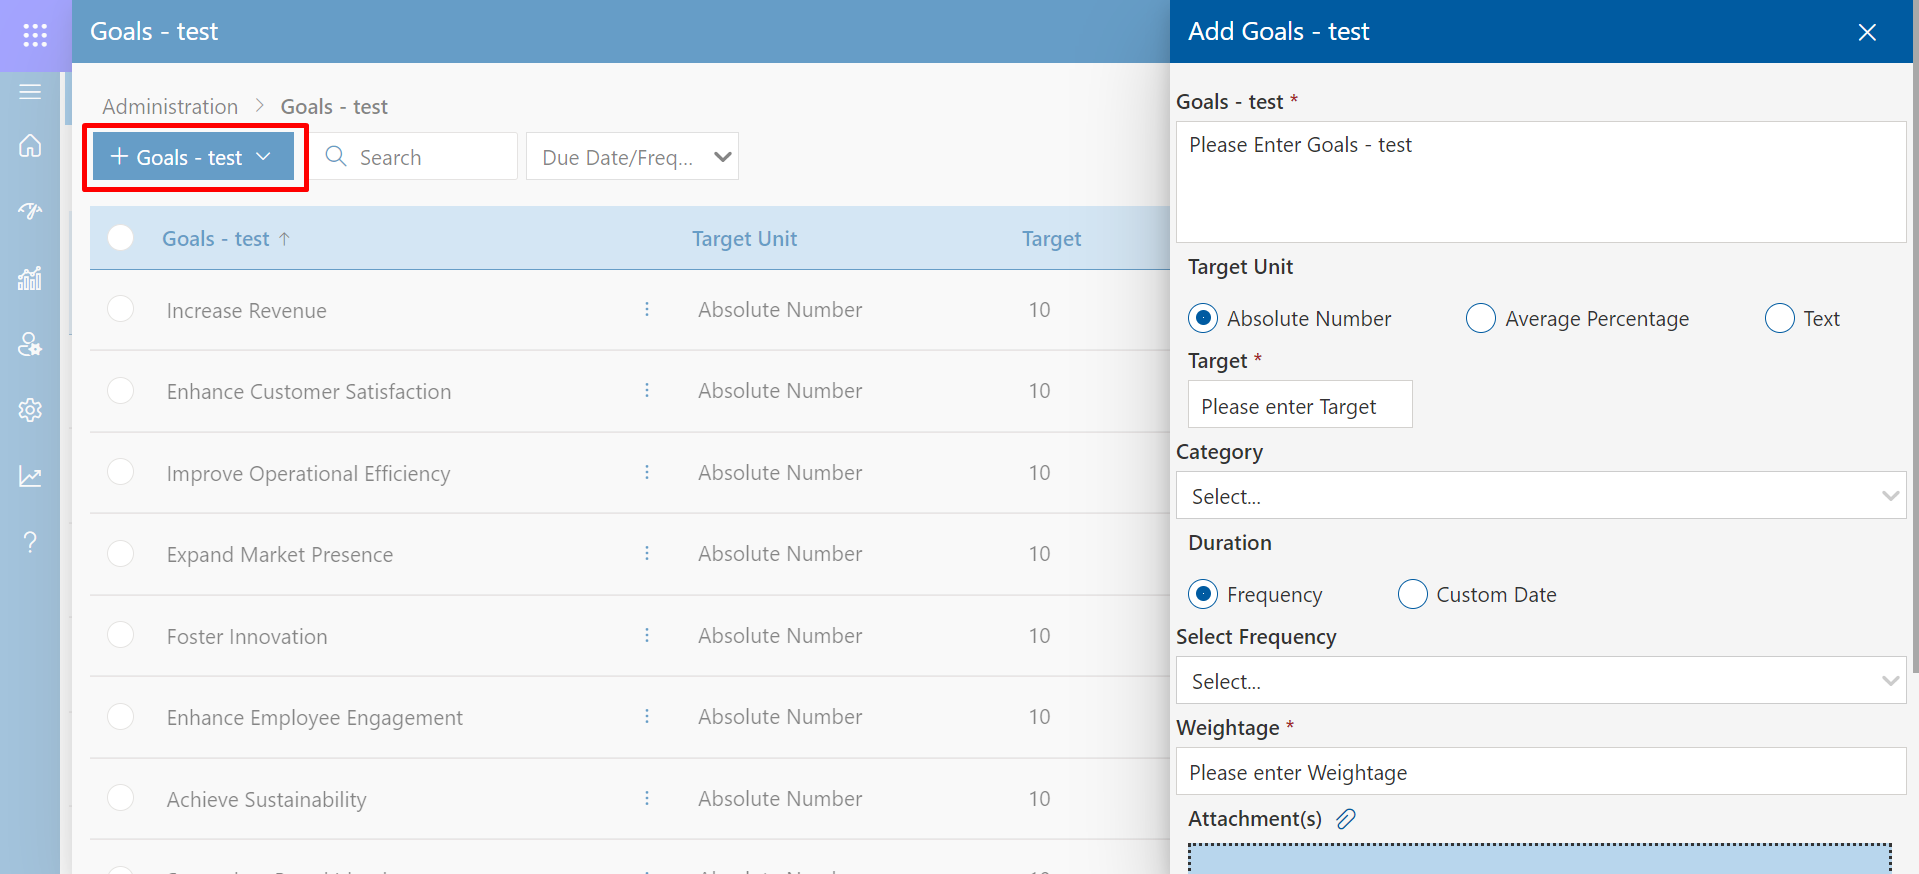 Goals - test
Administration > Goals - test
+ Goals - test
Search
Due Date/Freq...
Goals - test ↑ Target Unit Target
Increase Revenue Absolute Number 10
Enhance Customer Satisfaction Absolute Number 10
Improve Operational Efficiency Absolute Number 10
Expand Market Presence Absolute Number 10
Foster Innovation Absolute Number 10
Enhance Employee Engagement Absolute Number 10
Achieve Sustainability Absolute Number 10
Add Goals - test
Goals - test *
Please Enter Goals - test
Target Unit
Absolute Number Average Percentage Text
Target *
Please enter Target
Category
Select...
Duration
Frequency Custom Date
Select Frequency
Select...
Weightage *
Please enter Weightage
Attachment(s)